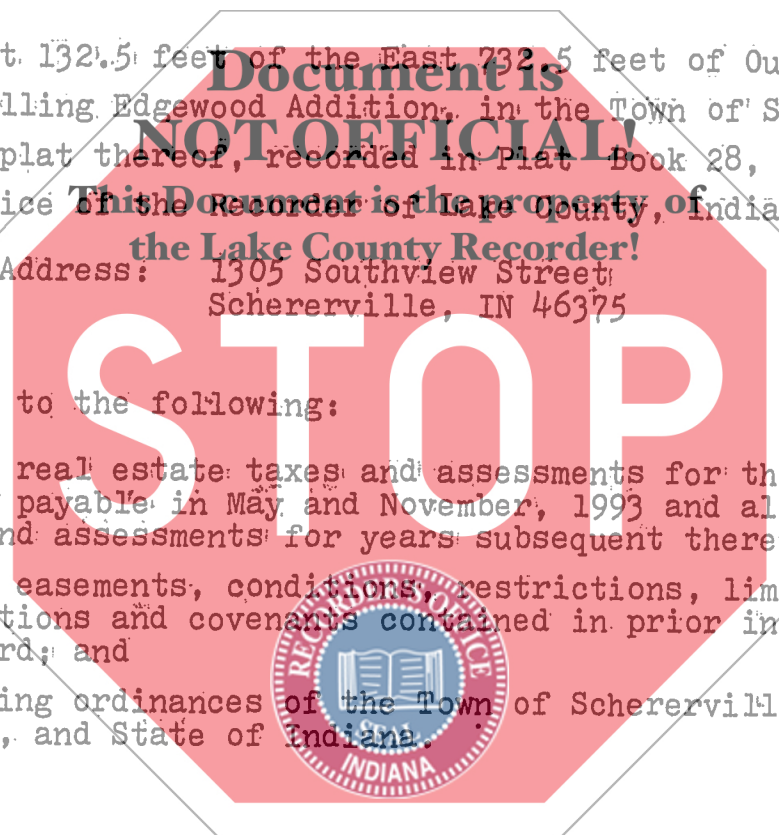 t 132.5 feet of the East 732.5 feet of Ou
lling Edgewood Addition, in the Town of S
plat thereof, recorded in Plat Book 28,
ice of the Recorder of Lake County, India
Address: 1305 Southview Street
Schererville, IN 46375
to the following:
real estate taxes and assessments for th
payable in May and November, 1993 and al
nd assessments for years subsequent there
easements, conditions, restrictions, lim
tions and covenants contained in prior in
rd; and
ing ordinances of the Town of Scherervill
, and State of Indiana.
Document is
NOT OFFICIAL!
This Document is the property of
the Lake County Recorder!
STOP
RECORDER'S OFFICE
SEAL
INDIANA